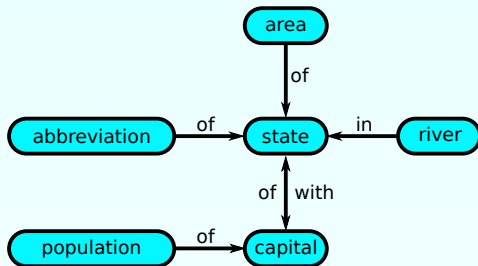 area
of
abbreviation of state in river
of with
population of capital